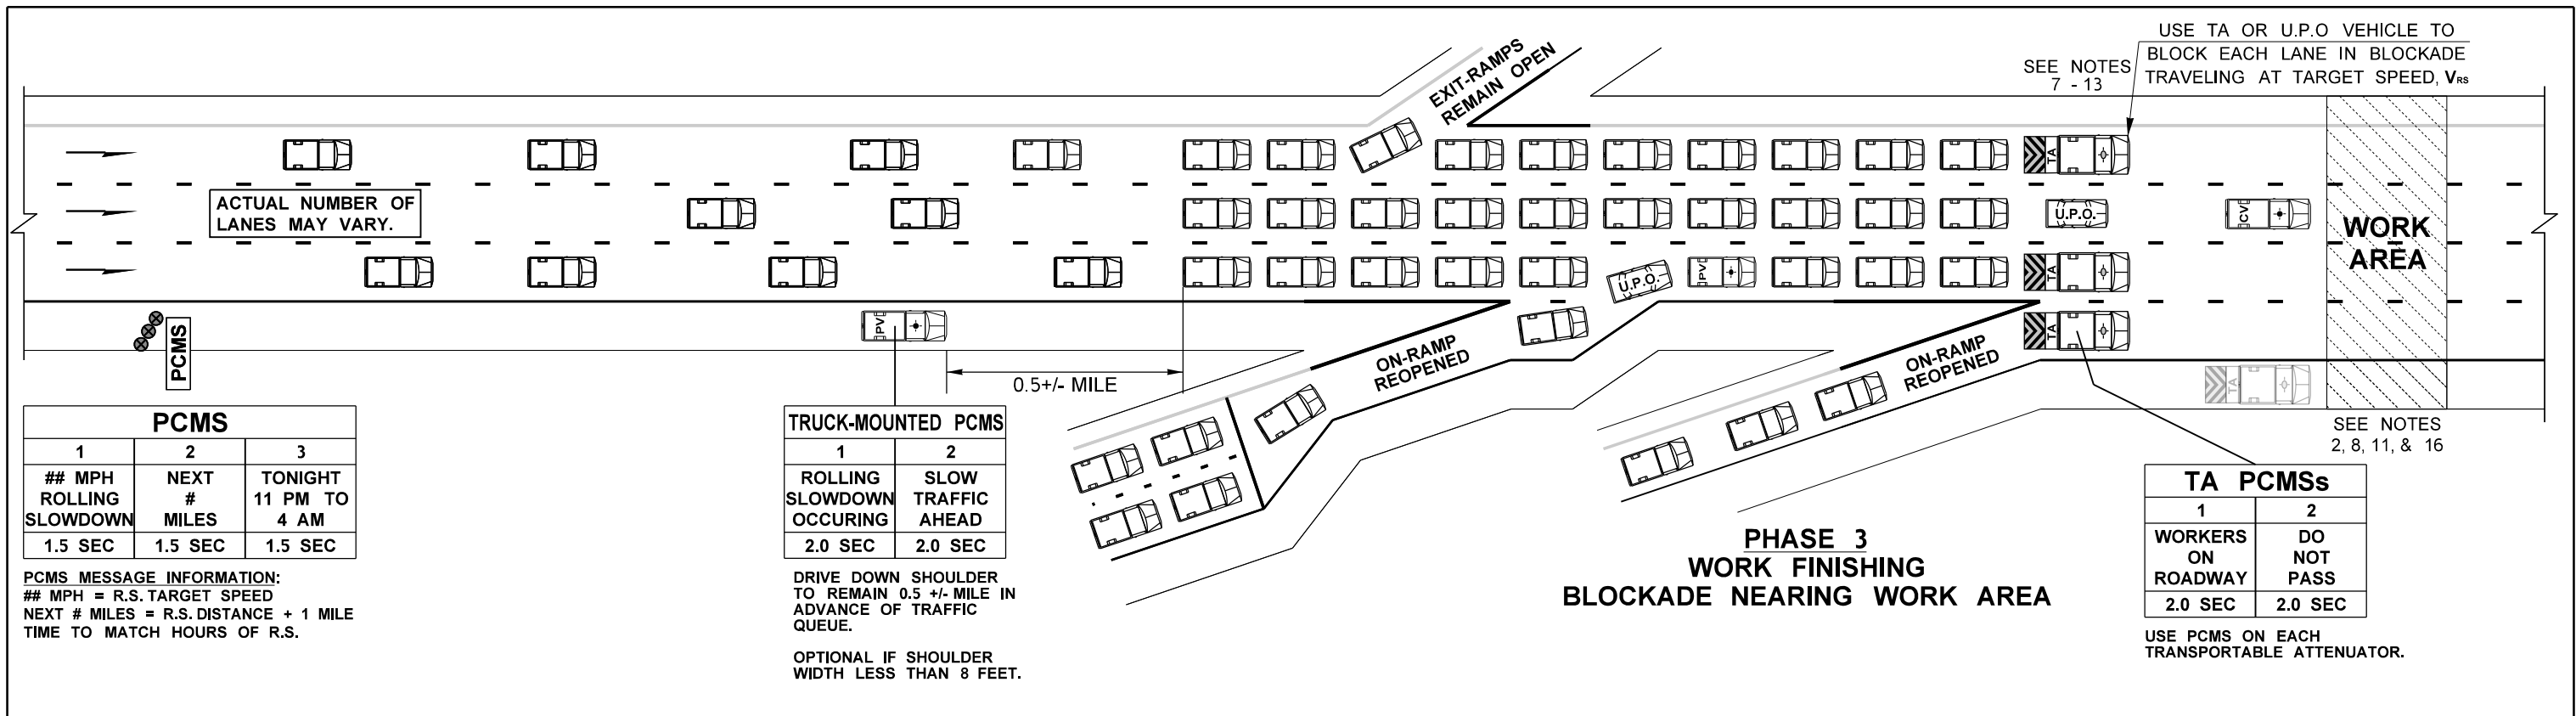 USE TA OR U.P.O VEHICLE TO
BLOCK EACH LANE IN BLOCKADE
TRAVELING AT TARGET SPEED, VRS
SEE NOTES
7 - 13
EXIT-RAMPS
REMAIN OPEN
ACTUAL NUMBER OF
LANES MAY VARY.
TA
U.P.O.
CV
WORK
AREA
TA
U.P.O.
PV
TA
TA
PV
PCMS
0.5+/- MILE
ON-RAMP
REOPENED
ON-RAMP
REOPENED
SEE NOTES
2, 8, 11, & 16
PCMS
1 2 3
## MPH NEXT TONIGHT
ROLLING # 11 PM TO
SLOWDOWN MILES 4 AM
1.5 SEC 1.5 SEC 1.5 SEC
PCMS MESSAGE INFORMATION:
## MPH = R.S. TARGET SPEED
NEXT # MILES = R.S. DISTANCE + 1 MILE
TIME TO MATCH HOURS OF R.S.
TRUCK-MOUNTED PCMS
1 2
ROLLING SLOW
SLOWDOWN TRAFFIC
OCCURING AHEAD
2.0 SEC 2.0 SEC
DRIVE DOWN SHOULDER
TO REMAIN 0.5 +/- MILE IN
ADVANCE OF TRAFFIC
QUEUE.
OPTIONAL IF SHOULDER
WIDTH LESS THAN 8 FEET.
PHASE 3
WORK FINISHING
BLOCKADE NEARING WORK AREA
TA PCMSs
1 2
WORKERS DO
ON NOT
ROADWAY PASS
2.0 SEC 2.0 SEC
USE PCMS ON EACH
TRANSPORTABLE ATTENUATOR.